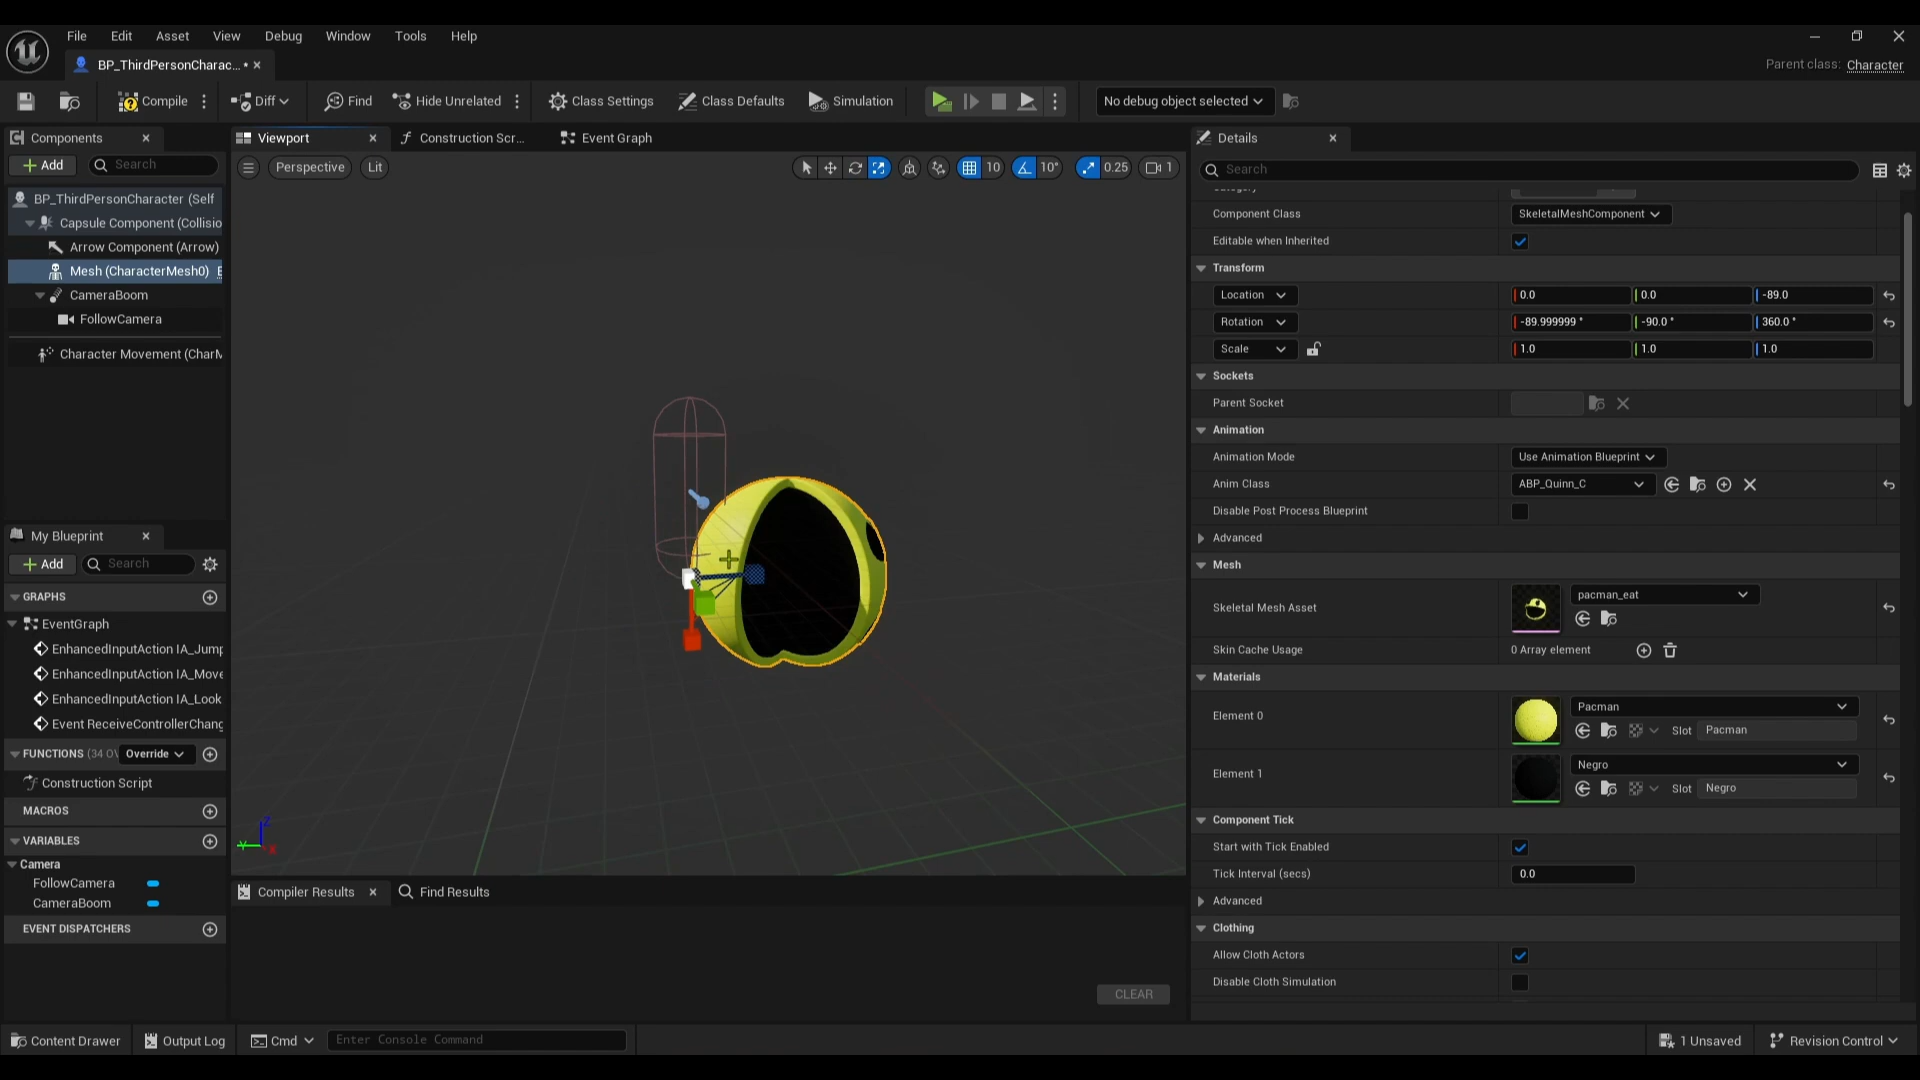 File Edit Asset View Debug Window Tools Help
BP_ThirdPersonCharac... •
Parent class: Character
Compile
Diff
Find
Hide Unrelated
Class Settings
Class Defaults
Simulation
No debug object selected
Components
Add
Search
BP_ThirdPersonCharacter (Self
Capsule Component (Collisio
Arrow Component (Arrow)
Mesh (CharacterMesh0) E
CameraBoom
FollowCamera
Character Movement (CharM
My Blueprint
Add
Search
GRAPHS
EventGraph
EnhancedInputAction IA_Jump
EnhancedInputAction IA_Move
EnhancedInputAction IA_Look
Event ReceiveControllerChang
FUNCTIONS (34 O
Override
Construction Script
MACROS
VARIABLES
Camera
FollowCamera
CameraBoom
EVENT DISPATCHERS
Viewport
Construction Scr...
Event Graph
Perspective
Lit
10
10°
0.25
1
Z
Y
X
Compiler Results
Find Results
CLEAR
Details
Search
Component Class
SkeletalMeshComponent
Editable when Inherited
Transform
Location
0.0 0.0 -89.0
Rotation
-89.999999 ° -90.0 ° 360.0 °
Scale
1.0 1.0 1.0
Sockets
Parent Socket
Animation
Animation Mode
Use Animation Blueprint
Anim Class
ABP_Quinn_C
Disable Post Process Blueprint
Advanced
Mesh
Skeletal Mesh Asset
pacman_eat
Skin Cache Usage
0 Array element
Materials
Element 0
Pacman
Slot Pacman
Element 1
Negro
Slot Negro
Component Tick
Start with Tick Enabled
Tick Interval (secs)
0.0
Advanced
Clothing
Allow Cloth Actors
Disable Cloth Simulation
Content Drawer
Output Log
Cmd
Enter Console Command
1 Unsaved
Revision Control